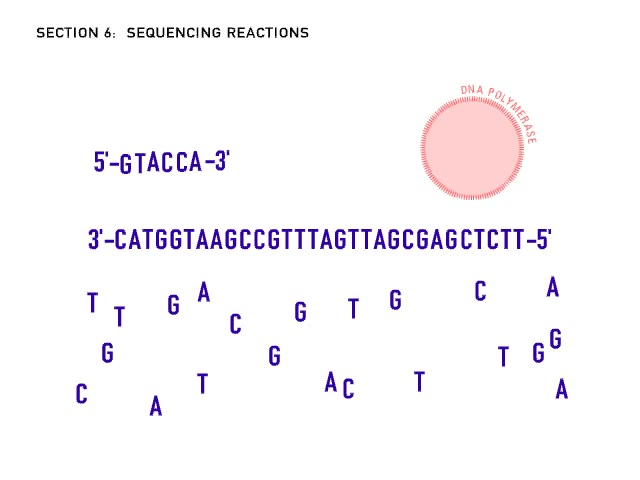 SECTION 6: SEQUENCING REACTIONS
DNA POLYMERASE
5'-GTACCA-3'
3'-CATGGTAAGCCGTTTAGTTAGCGAGCTCTT-5'
T T G A C G T G C A
G G T G G
C A T A C T A